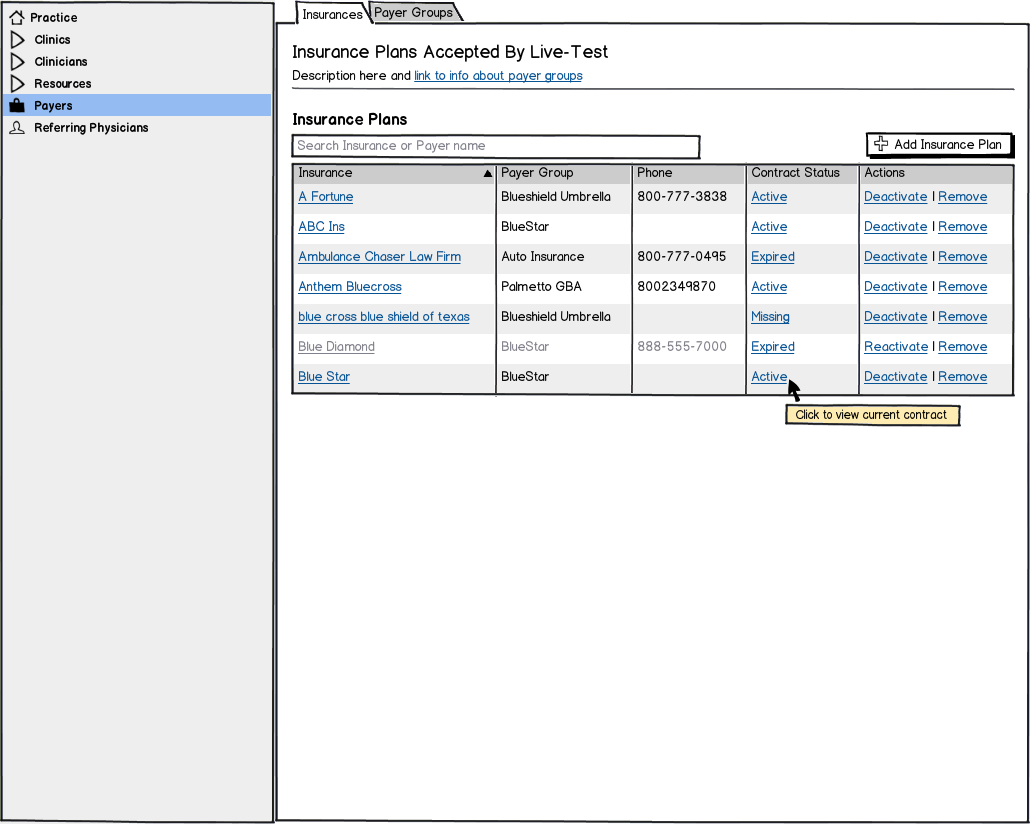 Practice
Clinics
Clinicians
Resources
Payers
Referring Physicians
Insurances Payer Groups
Insurance Plans Accepted By Live-Test
Description here and link to info about payer groups
Insurance Plans
Search Insurance or Payer name
Add Insurance Plan
Insurance Payer Group Phone Contract Status Actions
A Fortune Blueshield Umbrella 800-777-3838 Active Deactivate | Remove
ABC Ins BlueStar Active Deactivate | Remove
Ambulance Chaser Law Firm Auto Insurance 800-777-0495 Expired Deactivate | Remove
Anthem Bluecross Palmetto GBA 8002349870 Active Deactivate | Remove
blue cross blue shield of texas Blueshield Umbrella Missing Deactivate | Remove
Blue Diamond BlueStar 888-555-7000 Expired Reactivate | Remove
Blue Star BlueStar Active Deactivate | Remove
Click to view current contract